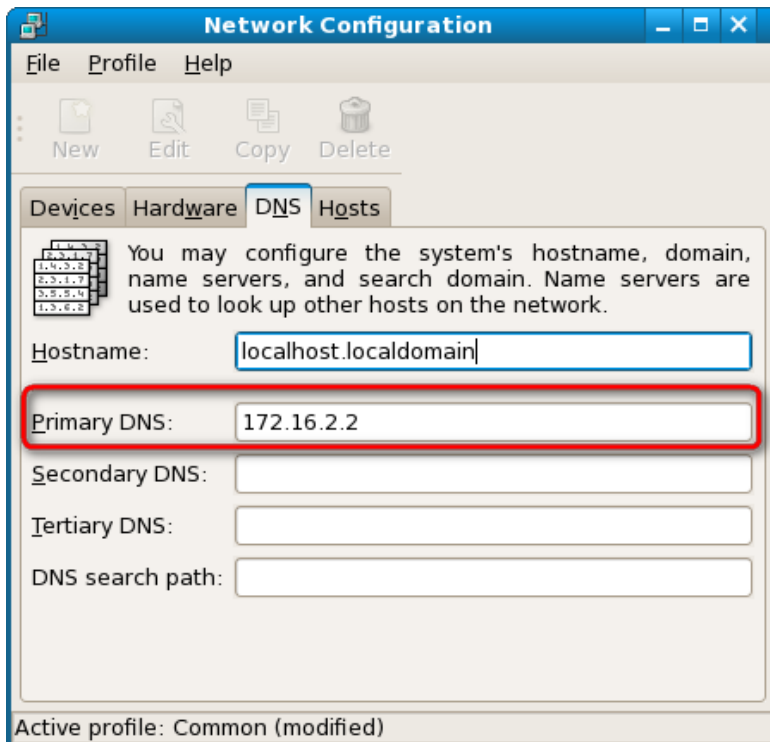 Network Configuration
File Profile Help
New Edit Copy Delete
Devices Hardware DNS Hosts
You may configure the system's hostname, domain,
name servers, and search domain. Name servers are
used to look up other hosts on the network.
Hostname: localhost.localdomain
Primary DNS: 172.16.2.2
Secondary DNS:
Tertiary DNS:
DNS search path:
Active profile: Common (modified)